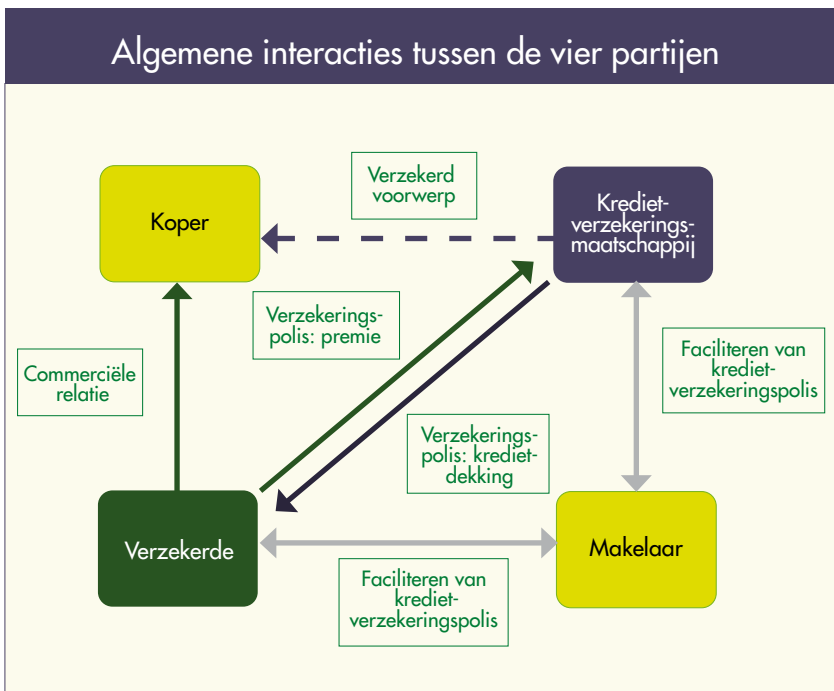 Algemene interacties tussen de vier partijen
Koper
Verzekerd
voorwerp
Krediet-
verzekerings-
maatschappij
Verzekerings-
polis: premie
Commerciële
relatie
Faciliteren van
krediet-
verzekeringspolis
Verzekerings-
polis: krediet-
dekking
Verzekerde
Makelaar
Faciliteren van
krediet-
verzekeringspolis